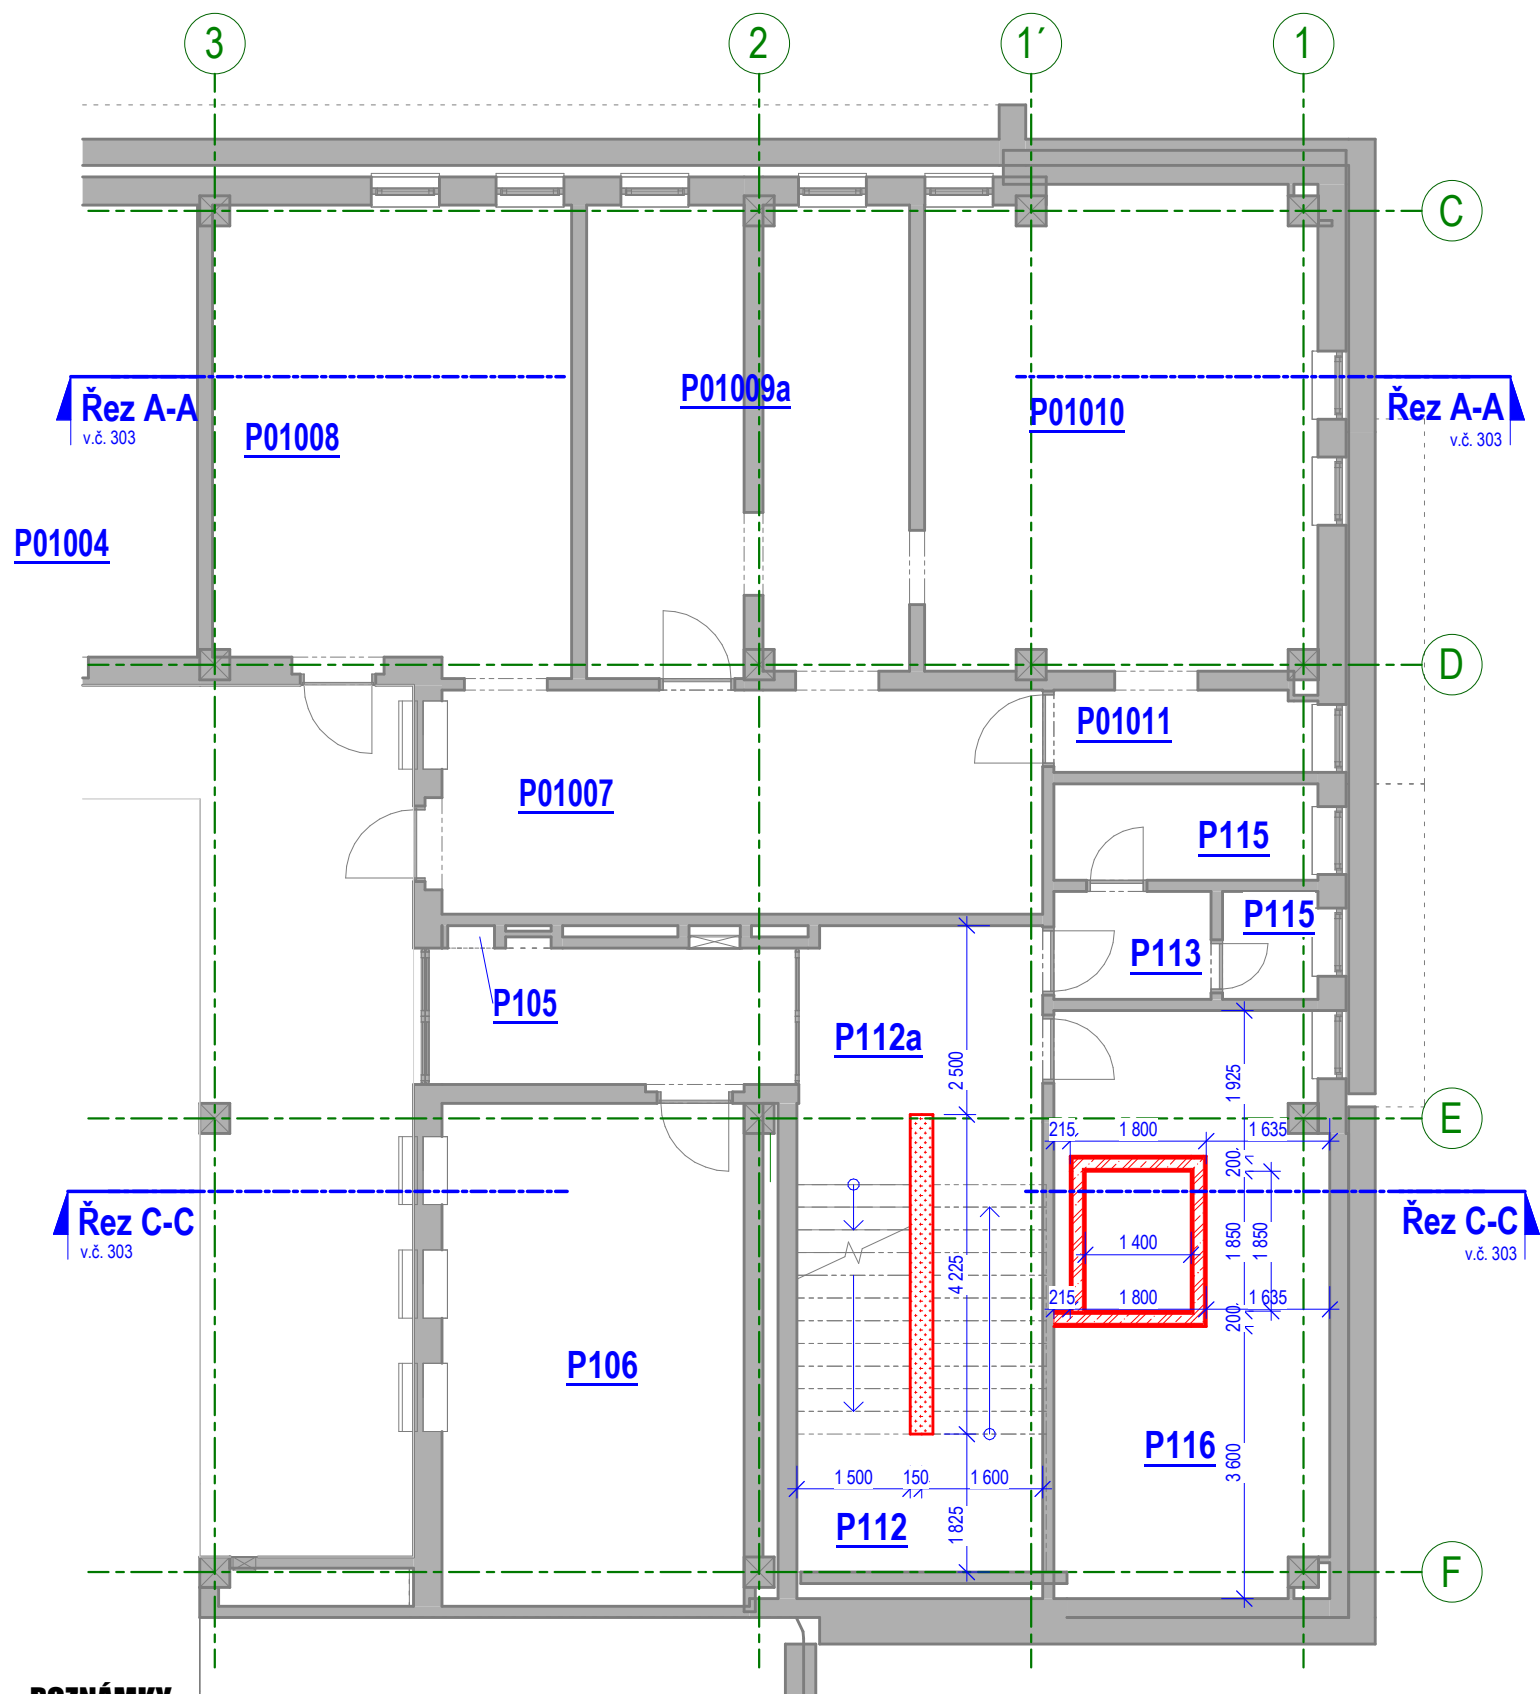 3
2
1´
1
C
P01009a
Řez A-A
v.č. 303
P01008
P01010
Řez A-A
v.č. 303
P01004
D
P01011
P01007
P115
P115
P113
P105
P112a
2 500
1 925
E
215
1 800
1 635
200
Řez C-C
v.č. 303
1 400
1 850
1 850
Řez C-C
v.č. 303
4 225
215
1 800
1 635
200
P106
P116
3 600
1 500
150
1 600
P112
1 825
F
POZNÁMKY